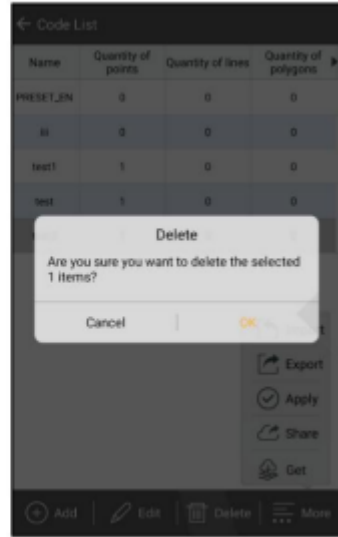 ← Code List
Name Quantity of points Quantity of lines Quantity of polygons
PRESET_EN 0 0 0
iii 0 0 0
test1 1 0 0
test 1 0 0
Delete
Are you sure you want to delete the selected
1 items?
Cancel OK
Export
Apply
Share
Get
Add Edit Delete More